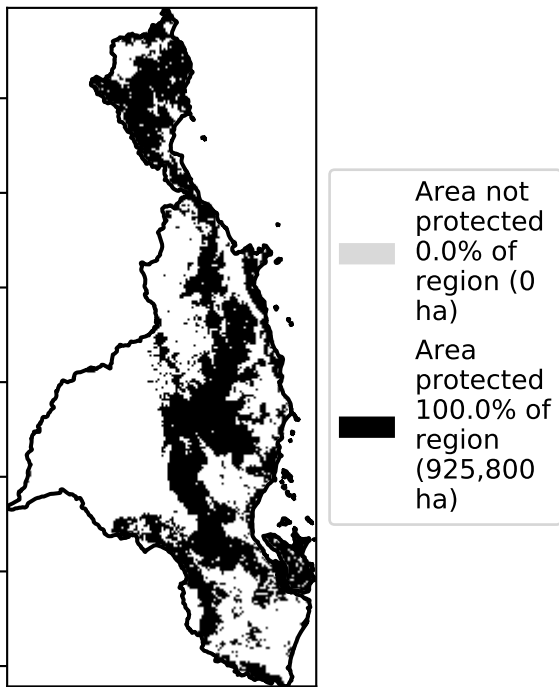 Area not
protected
0.0% of
region (0
ha)
Area
protected
100.0% of
region
(925,800
ha)